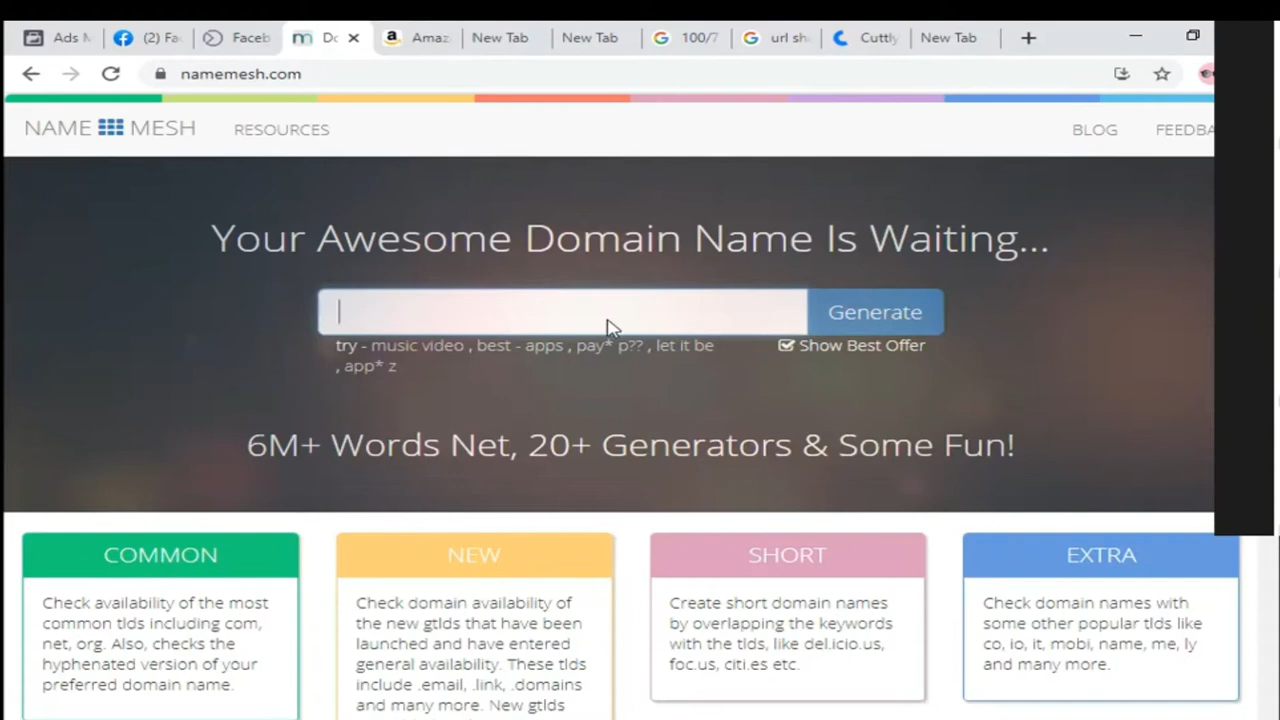 Ads M
(2) Fac
Faceb
Do
Amaz
New Tab
New Tab
100/7
url sho
Cuttly
New Tab
namemesh.com
NAME MESH
RESOURCES
BLOG
FEEDBA
Your Awesome Domain Name Is Waiting...
Generate
try - music video , best - apps , pay* p?? , let it be
, app* z
Show Best Offer
6M+ Words Net, 20+ Generators & Some Fun!
COMMON
Check availability of the most
common tlds including com,
net, org. Also, checks the
hyphenated version of your
preferred domain name.
NEW
Check domain availability of
the new gtlds that have been
launched and have entered
general availability. These tlds
include .email, .link, .domains
and many more. New gtlds
SHORT
Create short domain names
by overlapping the keywords
with the tlds, like del.icio.us,
foc.us, citi.es etc.
EXTRA
Check domain names with
some other popular tlds like
co, io, it, mobi, name, me, ly
and many more.